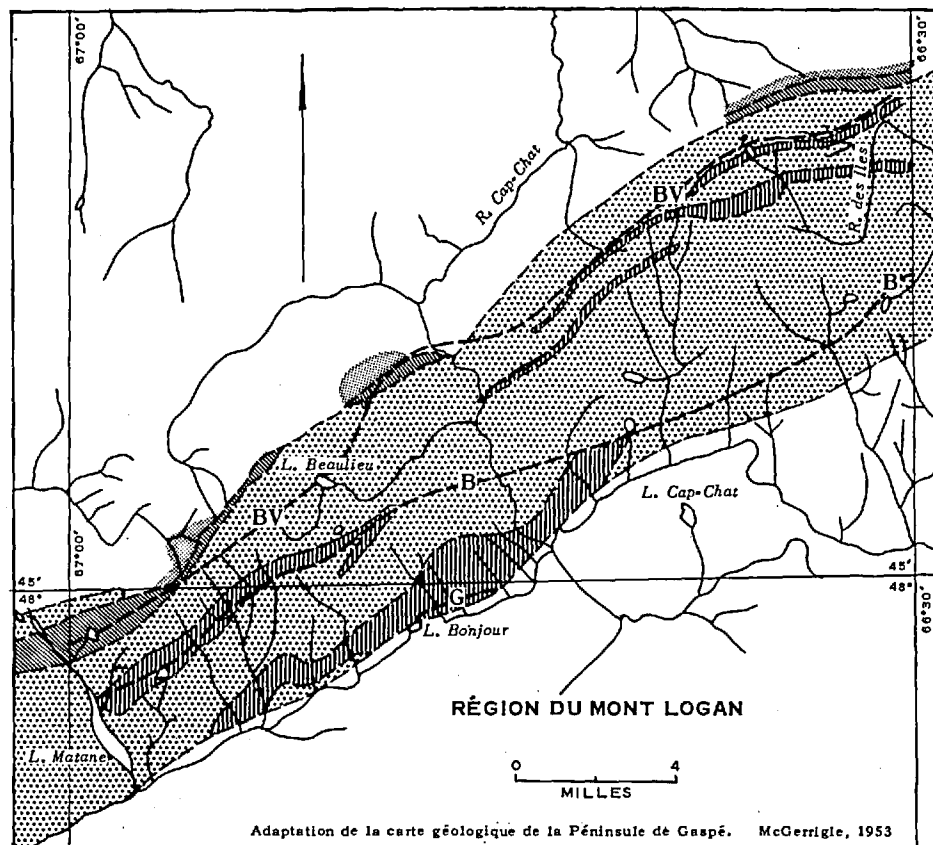 67°00'
66°30'
R. Cap-Chat
BV
R. des Iles
B
L. Beaulieu
B
L. Cap-Chat
BV
67°00'
45'
48°
45'
48°
66°30'
G
L. Bonjour
RÉGION DU MONT LOGAN
L. Matane
0 4
MILLES
Adaptation de la carte géologique de la Péninsule de Gaspé. McGerrigle, 1953